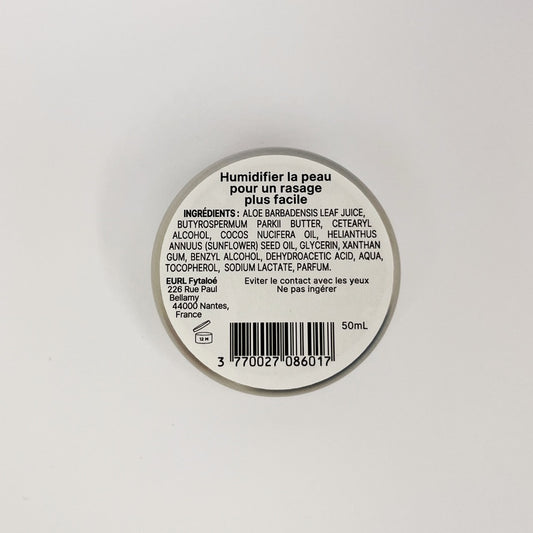 Humidifier la peau
pour un rasage
plus facile
INGRÉDIENTS : ALOE BARBADENSIS LEAF JUICE,
BUTYROSPERMUM PARKII BUTTER, CETEARYL
ALCOHOL, COCOS NUCIFERA OIL, HELIANTHUS
ANNUUS (SUNFLOWER) SEED OIL, GLYCERIN, XANTHAN
GUM, BENZYL ALCOHOL, DEHYDROACETIC ACID, AQUA,
TOCOPHEROL, SODIUM LACTATE, PARFUM.
EURL Fytaloé
226 Rue Paul
Bellamy
44000 Nantes,
France
Eviter le contact avec les yeux
Ne pas ingérer
12 M
50mL
3 770027 086017